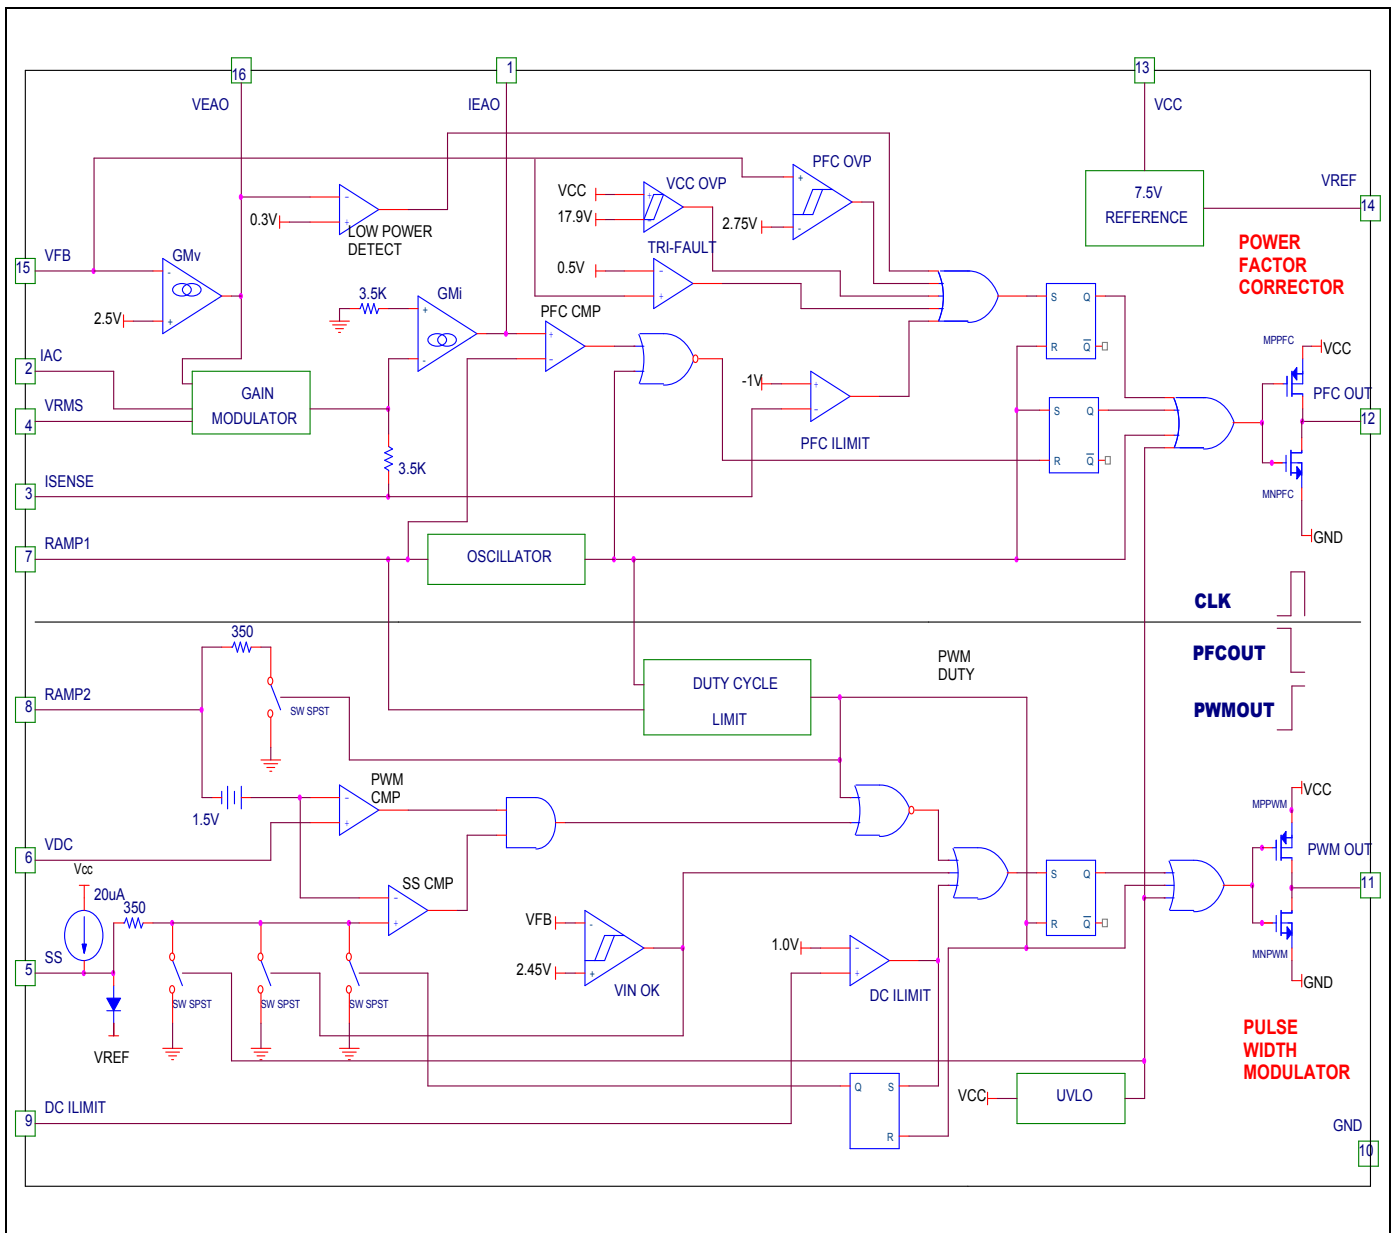 16
1
13
VEAO
IEAO
VCC
PFC OVP
VCC OVP
VCC
17.9V
2.75V
7.5V
REFERENCE
VREF
14
0.3V
LOW POWER
DETECT
TRI-FAULT
0.5V
POWER
FACTOR
CORRECTOR
15
VFB
GMv
2.5V
3.5K
GMi
PFC CMP
S
Q
R
Q
MPPFC
VCC
PFC OUT
12
IAC
2
VRMS
4
GAIN
MODULATOR
-1V
PFC ILIMIT
S
Q
R
Q
MNPFC
GND
3.5K
ISENSE
3
RAMP1
7
OSCILLATOR
CLK
PFCOUT
PWMOUT
350
RAMP2
8
SW SPST
DUTY CYCLE
LIMIT
PWM
DUTY
1.5V
PWM
CMP
VDC
6
Vcc
20uA
350
SS
5
SS CMP
VFB
2.45V
VIN OK
1.0V
DC ILIMIT
S
Q
R
Q
MPPWM
VCC
PWM OUT
11
MNPWM
GND
SW SPST
SW SPST
SW SPST
VREF
PULSE
WIDTH
MODULATOR
DC ILIMIT
9
Q
S
R
VCC
UVLO
GND
10